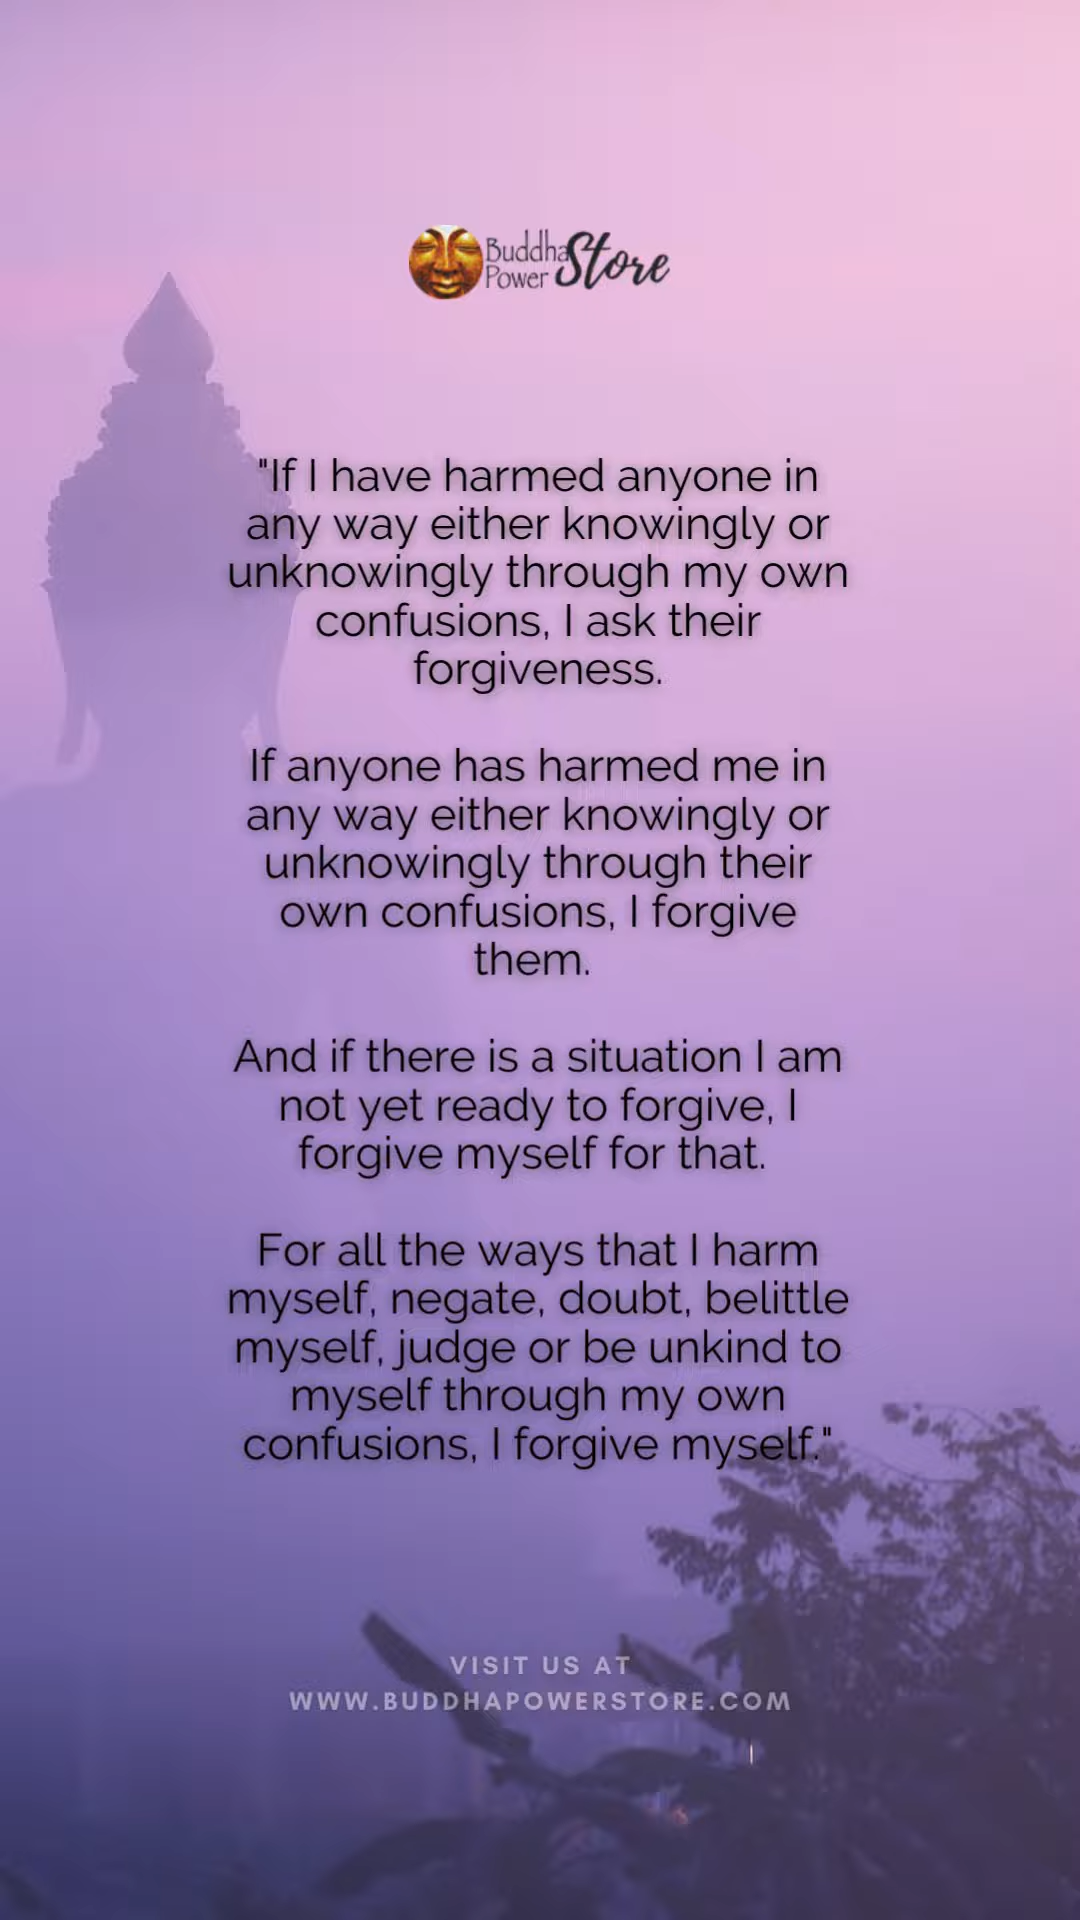 Buddha
Power Store
"If I have harmed anyone in
any way either knowingly or
unknowingly through my own
confusions, I ask their
forgiveness.
If anyone has harmed me in
any way either knowingly or
unknowingly through their
own confusions, I forgive
them.
And if there is a situation I am
not yet ready to forgive, I
forgive myself for that.
For all the ways that I harm
myself, negate, doubt, belittle
myself, judge or be unkind to
myself through my own
confusions, I forgive myself."
VISIT US AT
WWW.BUDDHAPOWERSTORE.COM